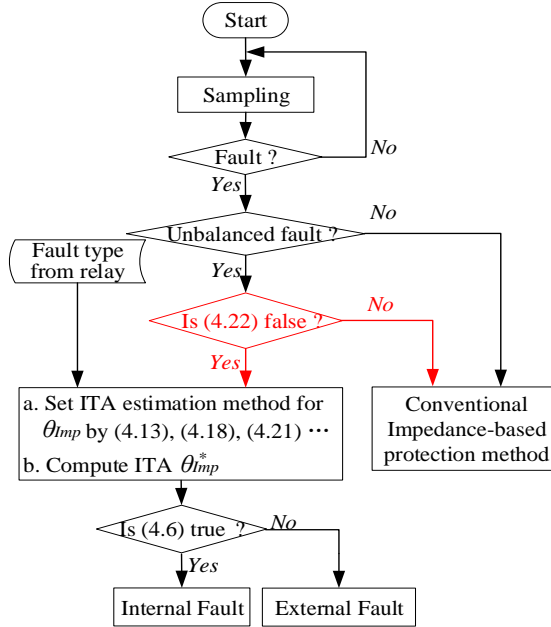 Start
Sampling
Fault ?
No
Yes
Unbalanced fault ?
No
Yes
Fault type
from relay
Is (4.22) false ?
No
Yes
a. Set ITA estimation method for
θImp by (4.13), (4.18), (4.21) ···
b. Compute ITA θ*Imp
Conventional
Impedance-based
protection method
Is (4.6) true ?
No
Yes
Internal Fault
External Fault